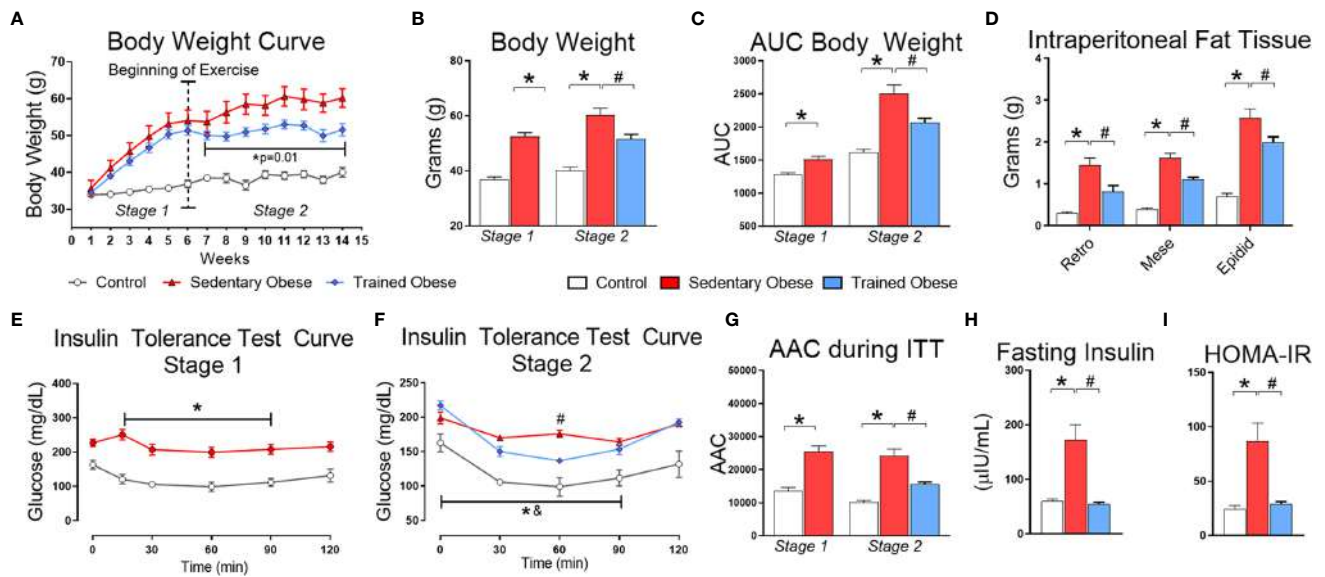 A
Body Weight Curve
Beginning of Exercise
Body Weight (g)
70
60
50
40
30
*p=0.01
Stage 1
Stage 2
0 1 2 3 4 5 6 7 8 9 10 11 12 13 14 15
Weeks
B
Body Weight
Grams (g)
80
60
40
20
*
* #
Stage 1
Stage 2
C
AUC Body Weight
AUC
3000
2500
2000
1500
1000
500
*
* #
Stage 1
Stage 2
D
Intraperitoneal Fat Tissue
Grams (g)
4
3
2
1
0
* #
* #
* #
Retro
Mese
Epidid
Control
Sedentary Obese
Trained Obese
Control
Sedentary Obese
Trained Obese
E
Insulin Tolerance Test Curve
Stage 1
Glucose (mg/dL)
400
300
200
100
0
*
0 30 60 90 120
Time (min)
F
Insulin Tolerance Test Curve
Stage 2
Glucose (mg/dL)
250
200
150
100
50
#
* &
0 30 60 90 120
Time (min)
G
AAC during ITT
AAC
50000
40000
30000
20000
10000
0
*
* #
Stage 1
Stage 2
H
Fasting Insulin
(µIU/mL)
300
200
100
0
* #
I
HOMA-IR
150
100
50
0
* #